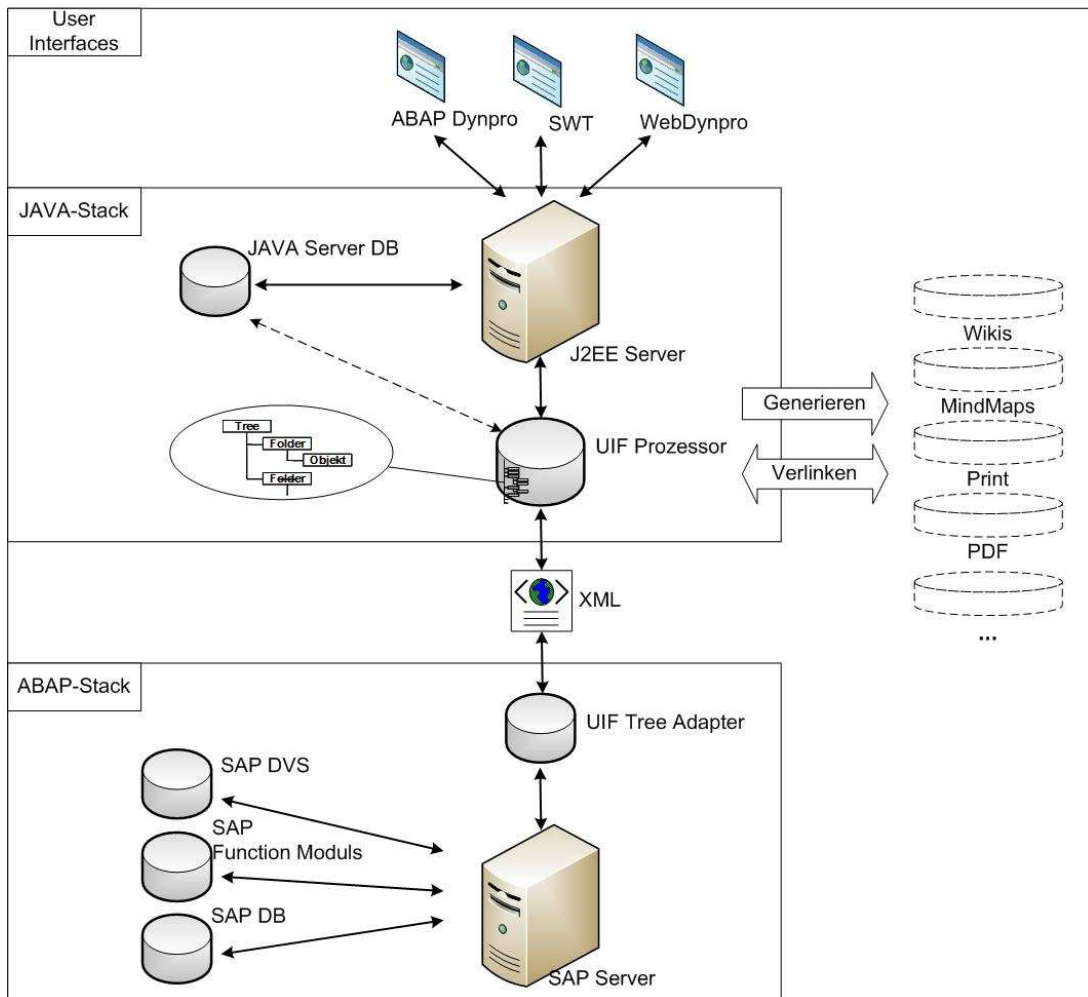 User
Interfaces
ABAP Dynpro
SWT
WebDynpro
JAVA-Stack
JAVA Server DB
J2EE Server
Wikis
Generieren
MindMaps
Tree
Folder
Objekt
Folder
UIF Prozessor
Verlinken
Print
PDF
XML
...
ABAP-Stack
UIF Tree Adapter
SAP DVS
SAP
Function Moduls
SAP DB
SAP Server